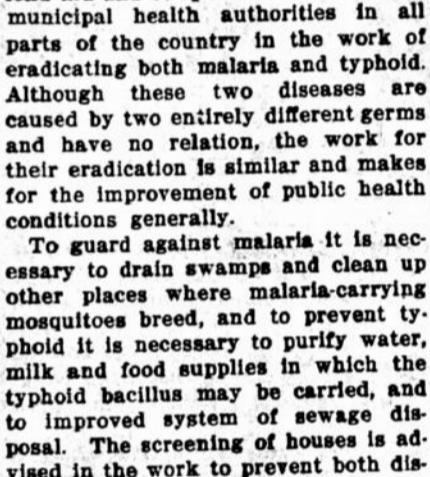 municipal health authorities in all
parts of the country in the work of
eradicating both malaria and typhoid.
Although these two diseases are
caused by two entirely different germs
and have no relation, the work for
their eradication is similar and makes
for the improvement of public health
conditions generally.
To guard against malaria it is nec-
essary to drain swamps and clean up
other places where malaria-carrying
mosquitoes breed, and to prevent ty-
phoid it is necessary to purify water,
milk and food supplies in which the
typhoid bacillus may be carried, and
to improved system of sewage dis-
posal. The screening of houses is ad-
vised in the work to prevent both dis-